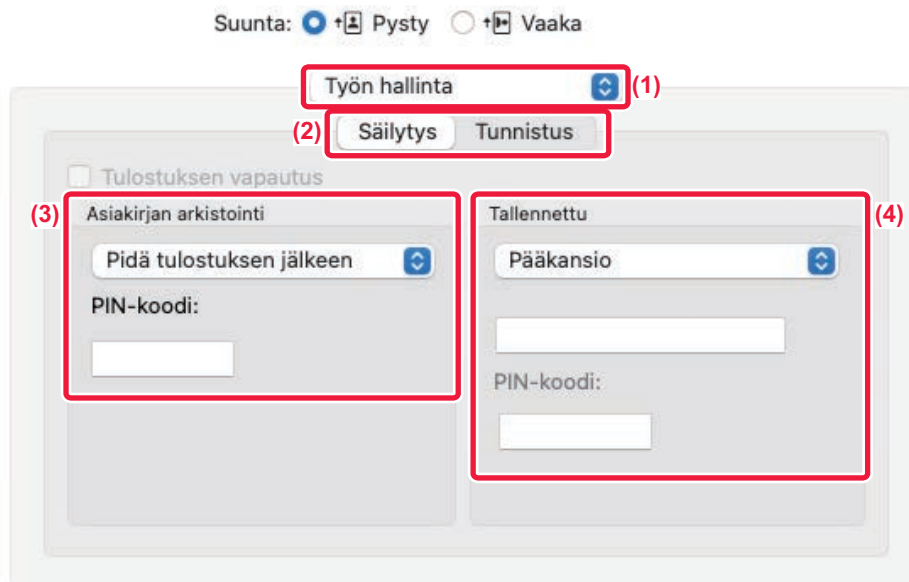 Suunta: Pysty Vaaka
Työn hallinta (1)
(2) Säilytys Tunnistus
Tulostuksen vapautus
(3) Asiakirjan arkistointi
Pidä tulostuksen jälkeen
PIN-koodi:
Tallennettu (4)
Pääkansio
PIN-koodi: